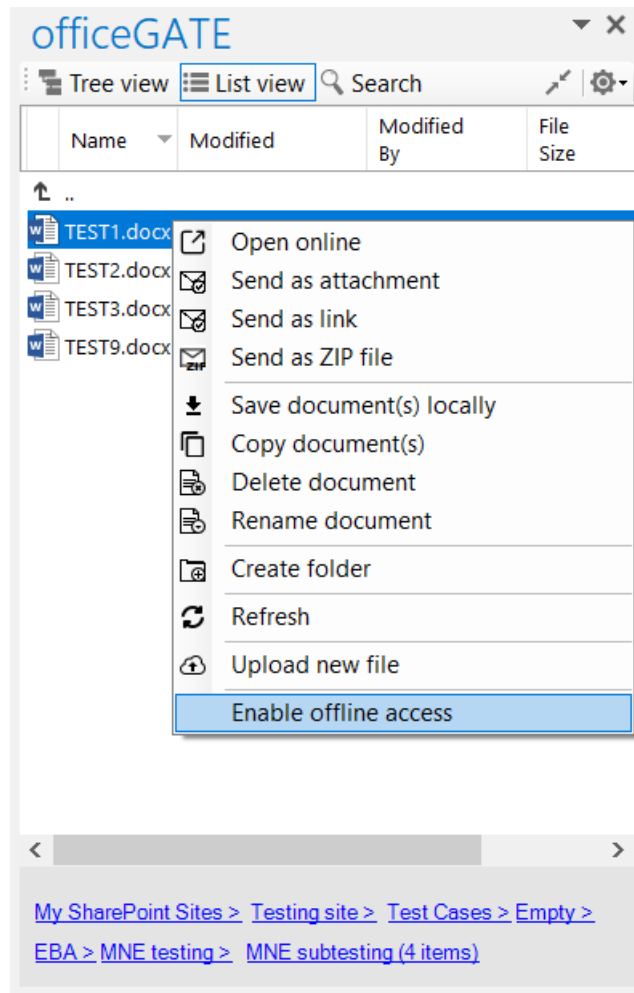 officeGATE
Tree view List view Search
Name Modified Modified By File Size
..
TEST1.docx
TEST2.docx
TEST3.docx
TEST9.docx
Open online
Send as attachment
Send as link
ZIP Send as ZIP file
Save document(s) locally
Copy document(s)
Delete document
Rename document
Create folder
Refresh
Upload new file
Enable offline access
My SharePoint Sites > Testing site > Test Cases > Empty >
EBA > MNE testing > MNE subtesting (4 items)